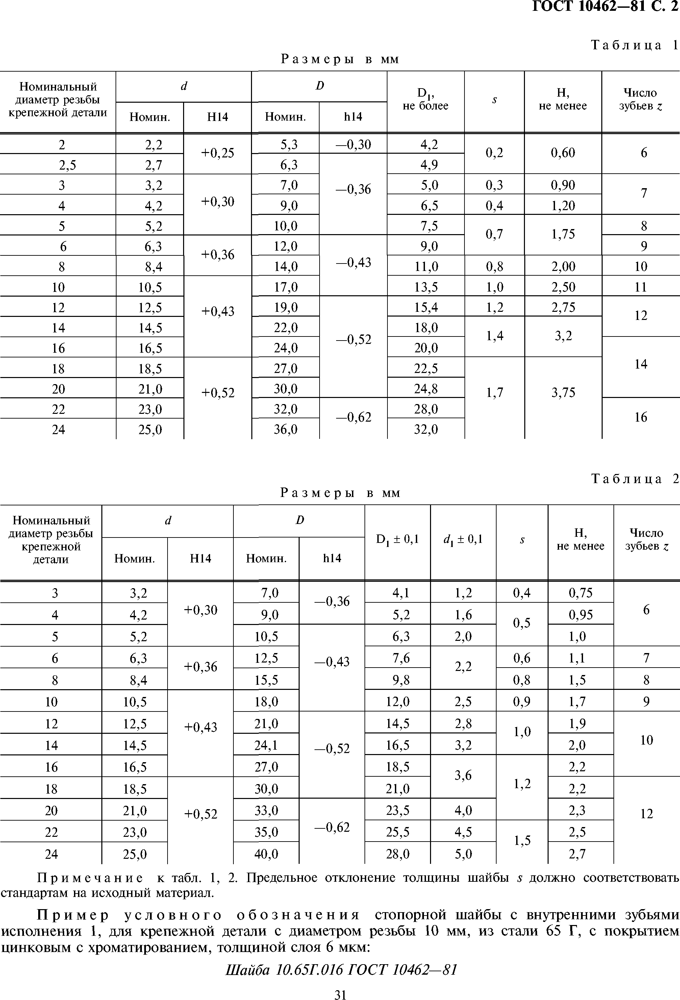 ГОСТ 10462—81 С. 2
Таблица 1
Размеры в мм
Номинальный диаметр резьбы крепежной детали | d | D | D₁, не более | s | H, не менее | Число зубьев z
Номин. | H14 | Номин. | h14
2 | 2,2 | +0,25 | 5,3 | —0,30 | 4,2 | 0,2 | 0,60 | 6
2,5 | 2,7 | 6,3 | —0,36 | 4,9
3 | 3,2 | +0,30 | 7,0 | 5,0 | 0,3 | 0,90 | 7
4 | 4,2 | 9,0 | 6,5 | 0,4 | 1,20
5 | 5,2 | 10,0 | 7,5 | 0,7 | 1,75 | 8
6 | 6,3 | +0,36 | 12,0 | —0,43 | 9,0 | 9
8 | 8,4 | 14,0 | 11,0 | 0,8 | 2,00 | 10
10 | 10,5 | +0,43 | 17,0 | 13,5 | 1,0 | 2,50 | 11
12 | 12,5 | 19,0 | —0,52 | 15,4 | 1,2 | 2,75 | 12
14 | 14,5 | 22,0 | 18,0 | 1,4 | 3,2
16 | 16,5 | 24,0 | 20,0 | 14
18 | 18,5 | +0,52 | 27,0 | 22,5 | 1,7 | 3,75
20 | 21,0 | 30,0 | 24,8
22 | 23,0 | 32,0 | —0,62 | 28,0 | 16
24 | 25,0 | 36,0 | 32,0
Таблица 2
Размеры в мм
Номинальный диаметр резьбы крепежной детали | d | D | D₁ ± 0,1 | d₁ ± 0,1 | s | H, не менее | Число зубьев z
Номин. | H14 | Номин. | h14
3 | 3,2 | +0,30 | 7,0 | —0,36 | 4,1 | 1,2 | 0,4 | 0,75 | 6
4 | 4,2 | 9,0 | 5,2 | 1,6 | 0,5 | 0,95
5 | 5,2 | 10,5 | —0,43 | 6,3 | 2,0 | 1,0
6 | 6,3 | +0,36 | 12,5 | 7,6 | 2,2 | 0,6 | 1,1 | 7
8 | 8,4 | 15,5 | 9,8 | 0,8 | 1,5 | 8
10 | 10,5 | +0,43 | 18,0 | 12,0 | 2,5 | 0,9 | 1,7 | 9
12 | 12,5 | 21,0 | —0,52 | 14,5 | 2,8 | 1,0 | 1,9 | 10
14 | 14,5 | 24,1 | 16,5 | 3,2 | 2,0
16 | 16,5 | 27,0 | 18,5 | 3,6 | 1,2 | 2,2
18 | 18,5 | +0,52 | 30,0 | 21,0 | 2,2 | 12
20 | 21,0 | 33,0 | —0,62 | 23,5 | 4,0 | 2,3
22 | 23,0 | 35,0 | 25,5 | 4,5 | 1,5 | 2,5
24 | 25,0 | 40,0 | 28,0 | 5,0 | 2,7
Примечание к табл. 1, 2. Предельное отклонение толщины шайбы s должно соответствовать
стандартам на исходный материал.
Пример условного обозначения стопорной шайбы с внутренними зубьями
исполнения 1, для крепежной детали с диаметром резьбы 10 мм, из стали 65 Г, с покрытием
цинковым с хроматированием, толщиной слоя 6 мкм:
Шайба 10.65Г.016 ГОСТ 10462—81
31